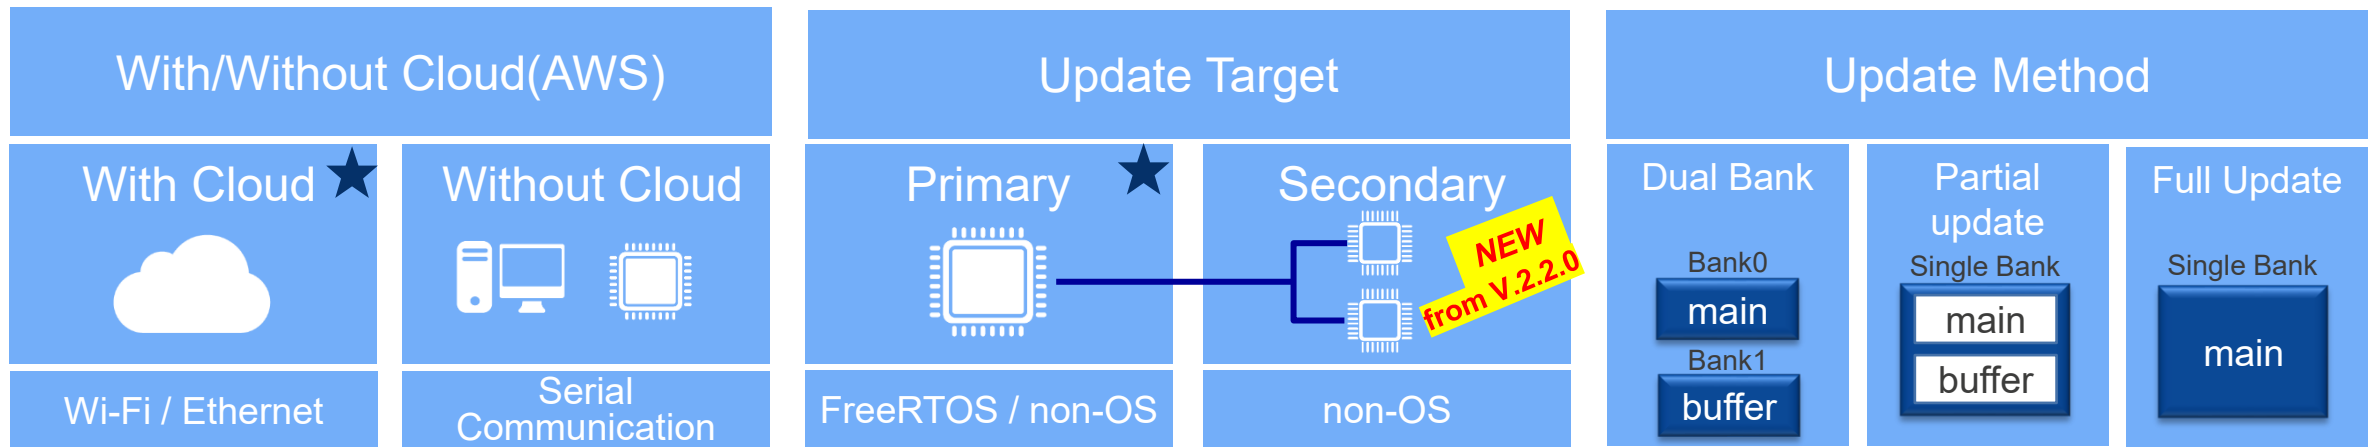 With/Without Cloud(AWS)
With Cloud
Wi-Fi / Ethernet
Without Cloud
Serial
Communication
Update Target
Primary
FreeRTOS / non-OS
Secondary
NEW
from V.2.2.0
non-OS
Update Method
Dual Bank
Bank0
main
Bank1
buffer
Partial
update
Single Bank
main
buffer
Full Update
Single Bank
main